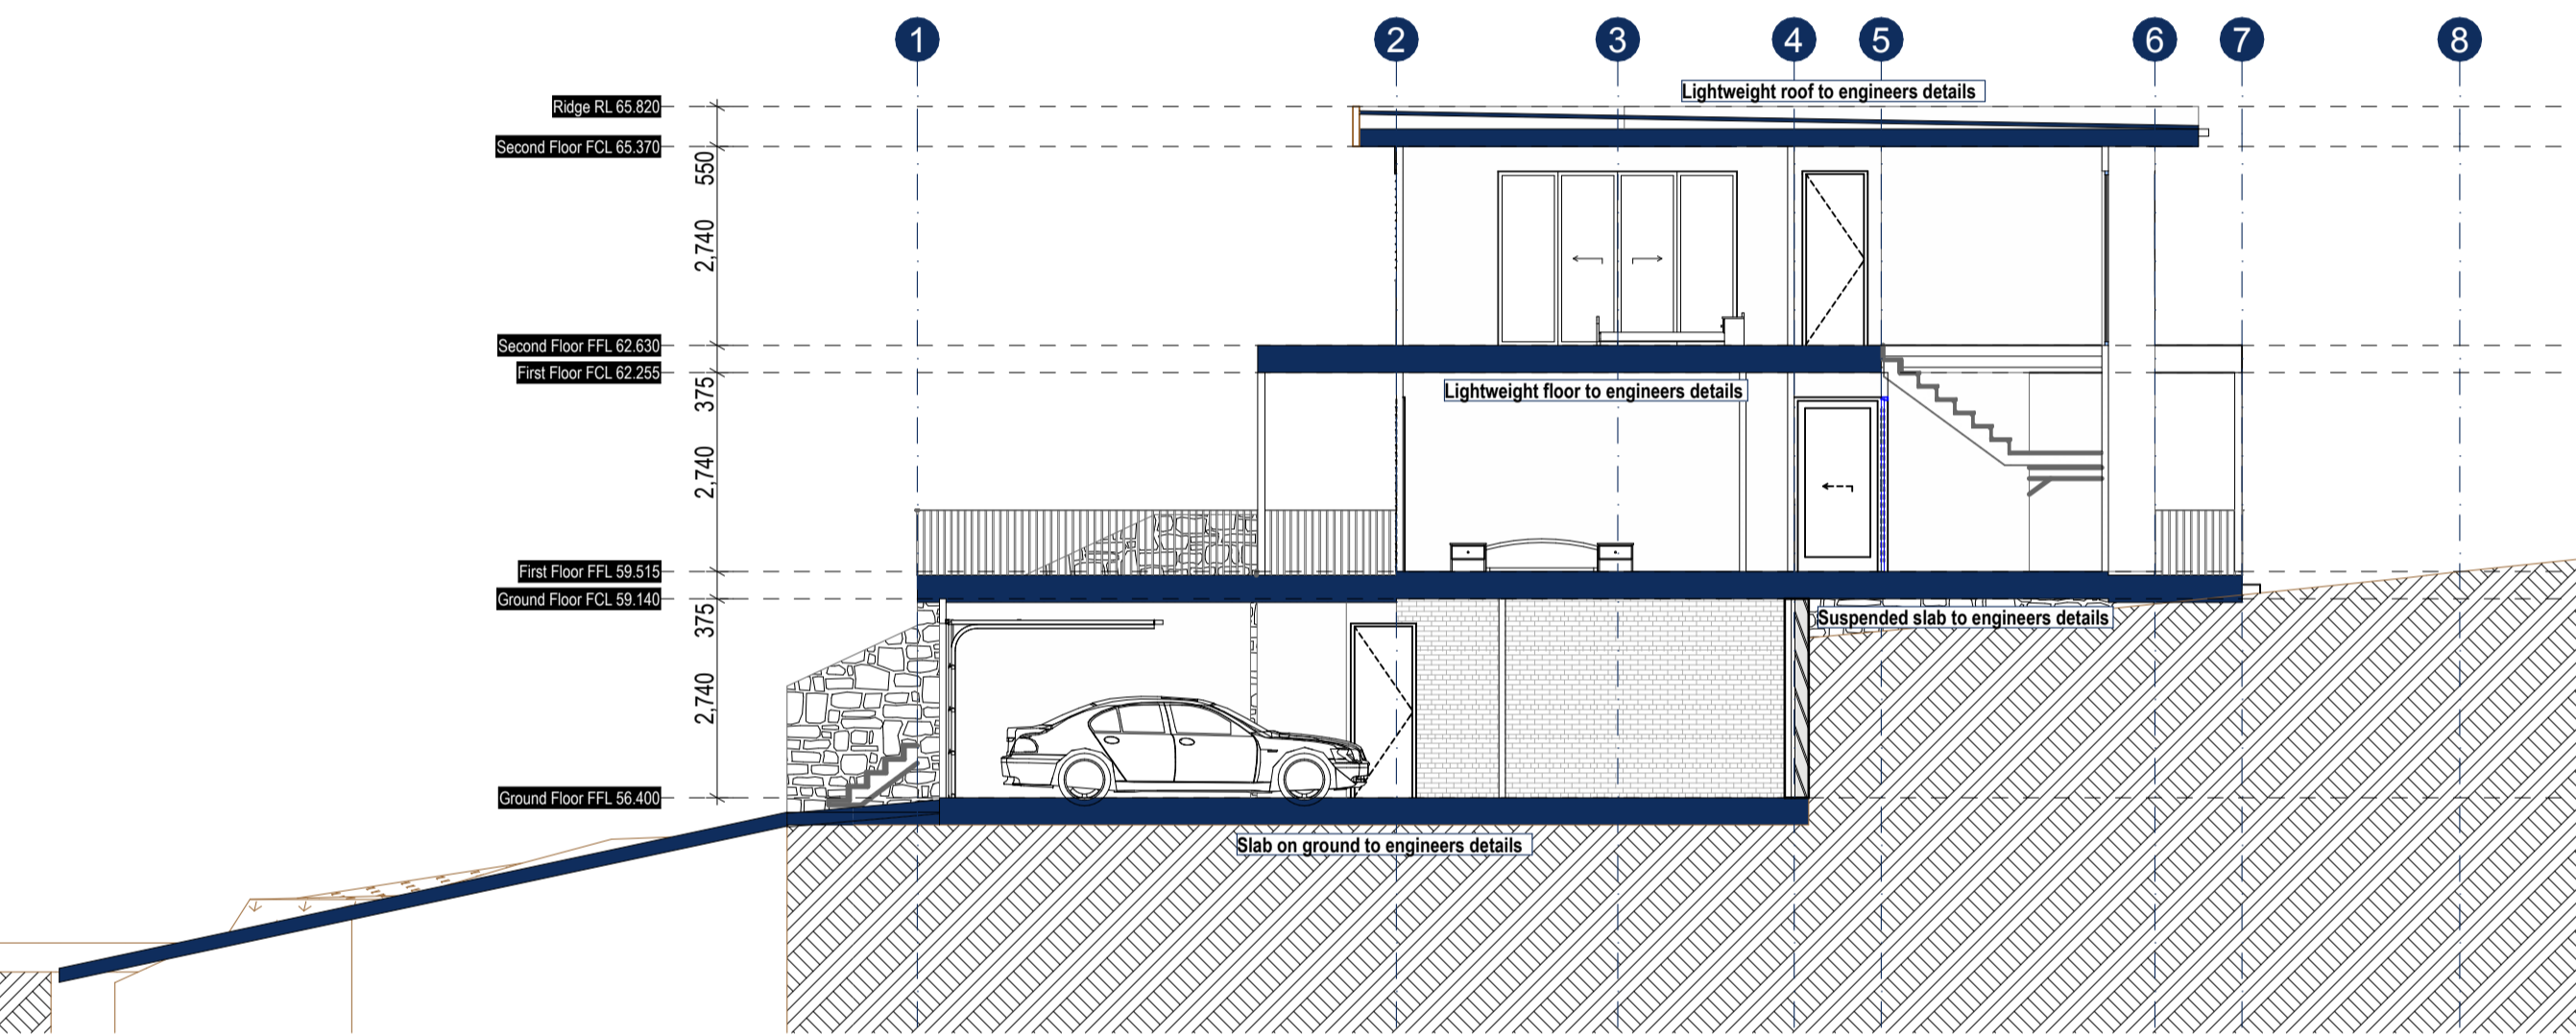 1 2 3 4 5 6 7 8
Lightweight roof to engineers details
Ridge RL 65.820
Second Floor FCL 65.370
550
2,740
Second Floor FFL 62.630
First Floor FCL 62.255
375
Lightweight floor to engineers details
2,740
First Floor FFL 59.515
Ground Floor FCL 59.140
375
Suspended slab to engineers details
2,740
Ground Floor FFL 56.400
Slab on ground to engineers details